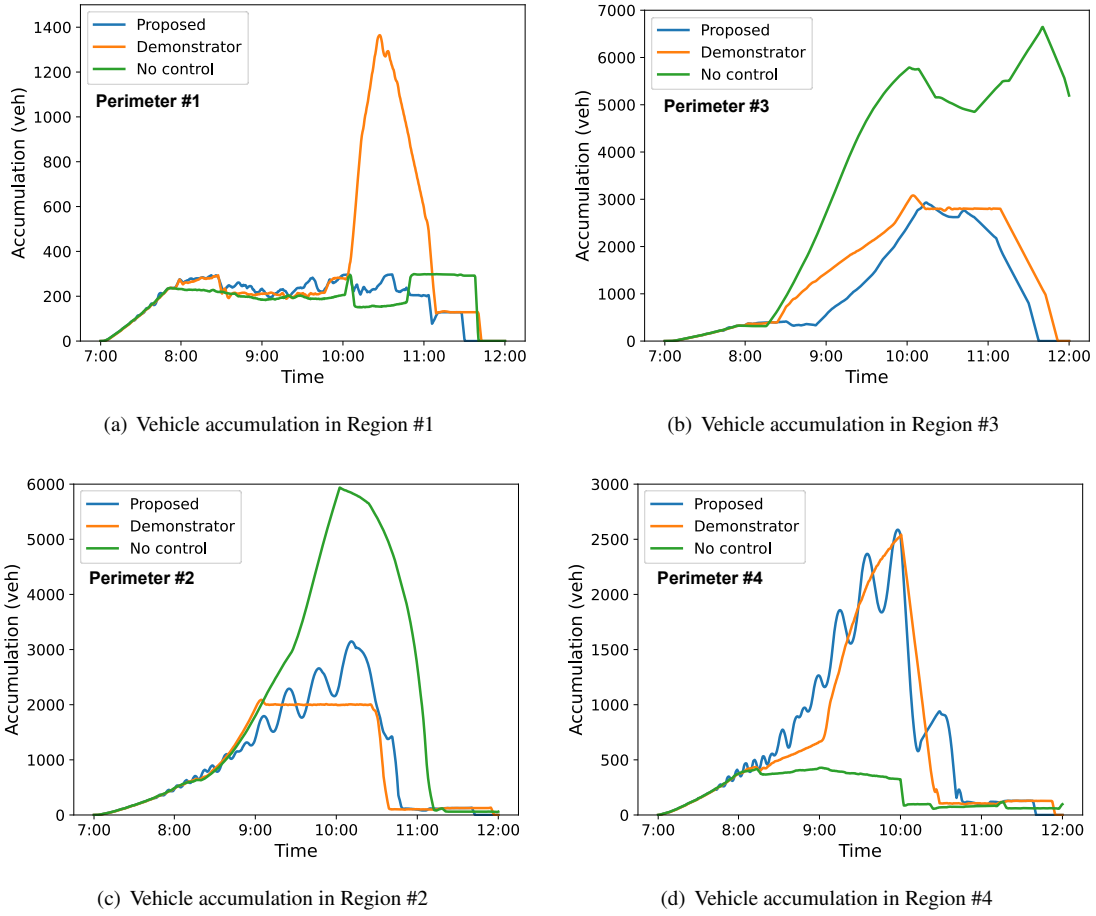 Accumulation (veh)
1400
1200
1000
800
600
400
200
0
Proposed
Demonstrator
No control
Perimeter #1
7:00 8:00 9:00 10:00 11:00 12:00
Time
(a) Vehicle accumulation in Region #1
Accumulation (veh)
7000
6000
5000
4000
3000
2000
1000
0
Proposed
Demonstrator
No control
Perimeter #3
7:00 8:00 9:00 10:00 11:00 12:00
Time
(b) Vehicle accumulation in Region #3
Accumulation (veh)
6000
5000
4000
3000
2000
1000
0
Proposed
Demonstrator
No control
Perimeter #2
7:00 8:00 9:00 10:00 11:00 12:00
Time
(c) Vehicle accumulation in Region #2
Accumulation (veh)
3000
2500
2000
1500
1000
500
0
Proposed
Demonstrator
No control
Perimeter #4
7:00 8:00 9:00 10:00 11:00 12:00
Time
(d) Vehicle accumulation in Region #4